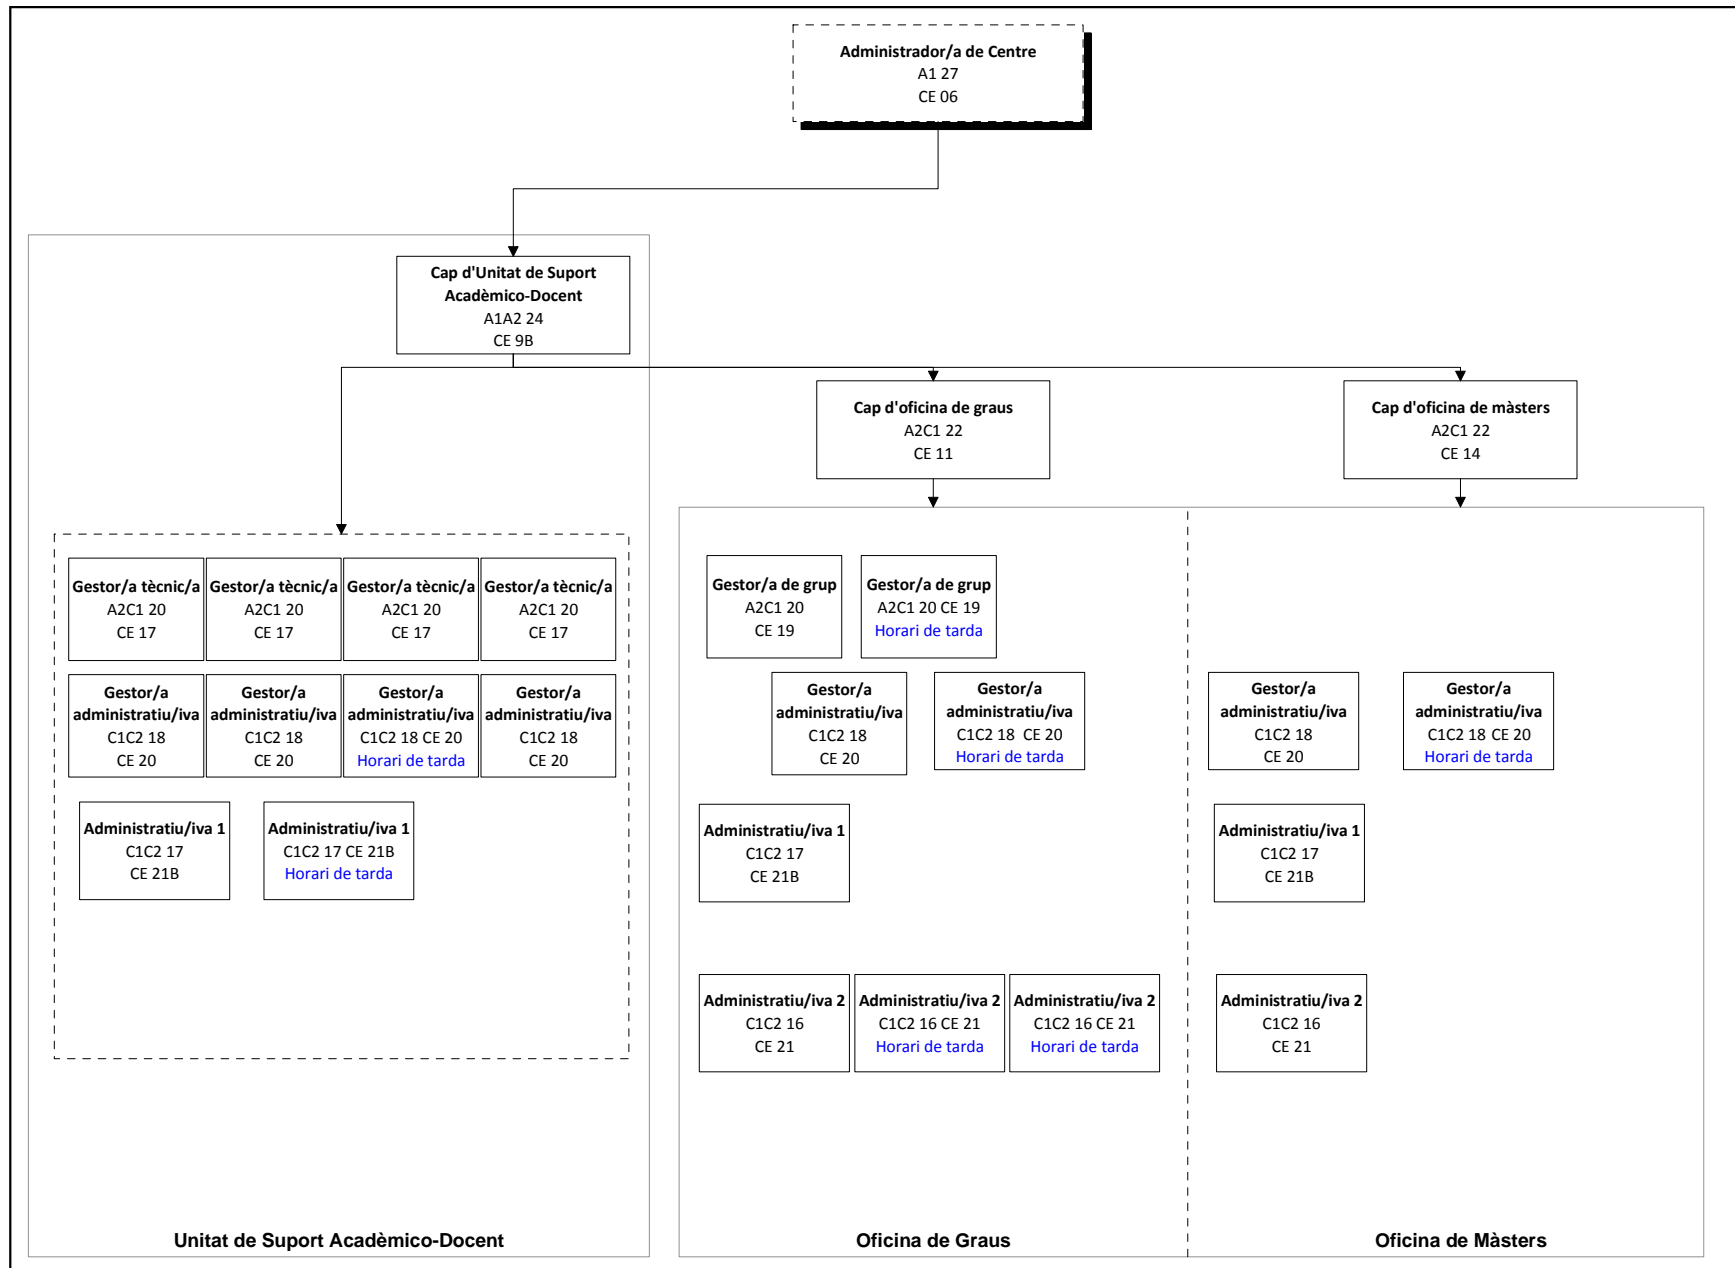 Administrador/a de Centre
A1 27
CE 06
Cap d'Unitat de Suport
Acadèmico-Docent
A1A2 24
CE 9B
Cap d'oficina de graus
A2C1 22
CE 11
Cap d'oficina de màsters
A2C1 22
CE 14
Gestor/a tècnic/a
A2C1 20
CE 17
Gestor/a tècnic/a
A2C1 20
CE 17
Gestor/a tècnic/a
A2C1 20
CE 17
Gestor/a tècnic/a
A2C1 20
CE 17
Gestor/a
administratiu/iva
C1C2 18
CE 20
Gestor/a
administratiu/iva
C1C2 18
CE 20
Gestor/a
administratiu/iva
C1C2 18 CE 20
Horari de tarda
Gestor/a
administratiu/iva
C1C2 18
CE 20
Administratiu/iva 1
C1C2 17
CE 21B
Administratiu/iva 1
C1C2 17 CE 21B
Horari de tarda
Unitat de Suport Acadèmico-Docent
Gestor/a de grup
A2C1 20
CE 19
Gestor/a de grup
A2C1 20 CE 19
Horari de tarda
Gestor/a
administratiu/iva
C1C2 18
CE 20
Gestor/a
administratiu/iva
C1C2 18 CE 20
Horari de tarda
Administratiu/iva 1
C1C2 17
CE 21B
Administratiu/iva 2
C1C2 16
CE 21
Administratiu/iva 2
C1C2 16 CE 21
Horari de tarda
Administratiu/iva 2
C1C2 16 CE 21
Horari de tarda
Oficina de Graus
Gestor/a
administratiu/iva
C1C2 18
CE 20
Gestor/a
administratiu/iva
C1C2 18 CE 20
Horari de tarda
Administratiu/iva 1
C1C2 17
CE 21B
Administratiu/iva 2
C1C2 16
CE 21
Oficina de Màsters